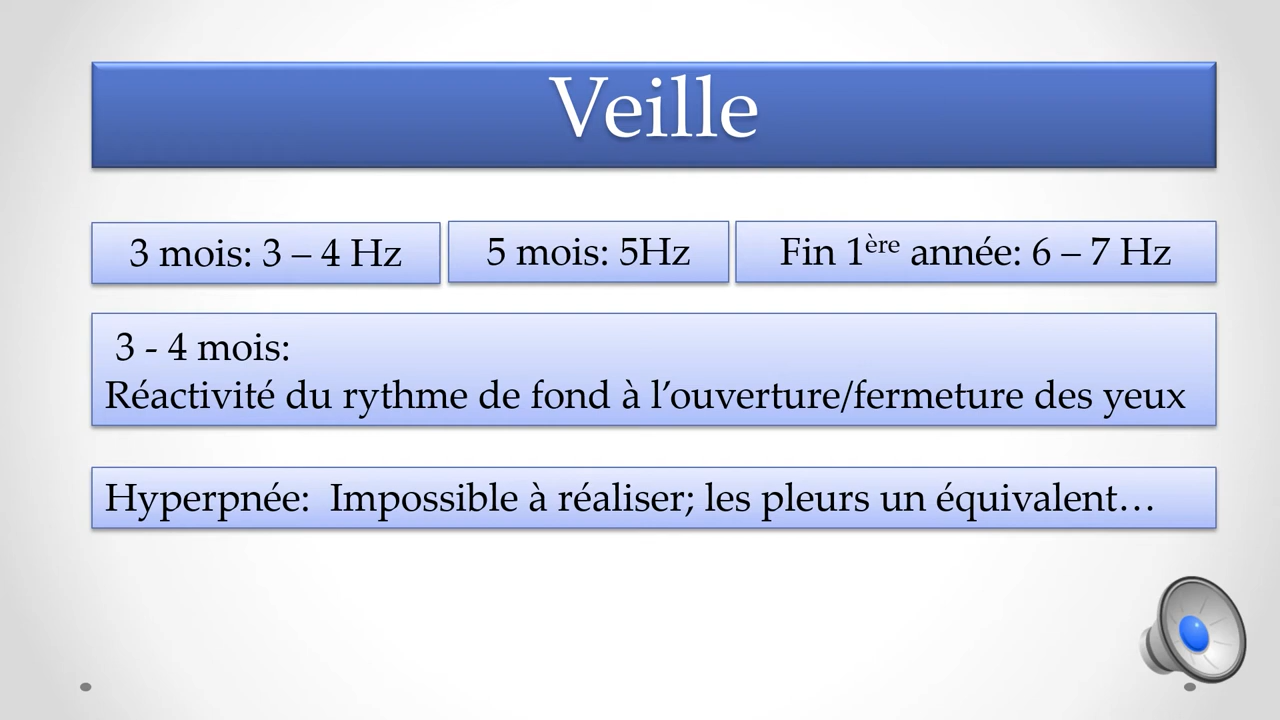 Veille
3 mois: 3 – 4 Hz
5 mois: 5Hz
Fin 1ère année: 6 – 7 Hz
3 - 4 mois:
Réactivité du rythme de fond à l’ouverture/fermeture des yeux
Hyperpnée:  Impossible à réaliser; les pleurs un équivalent…